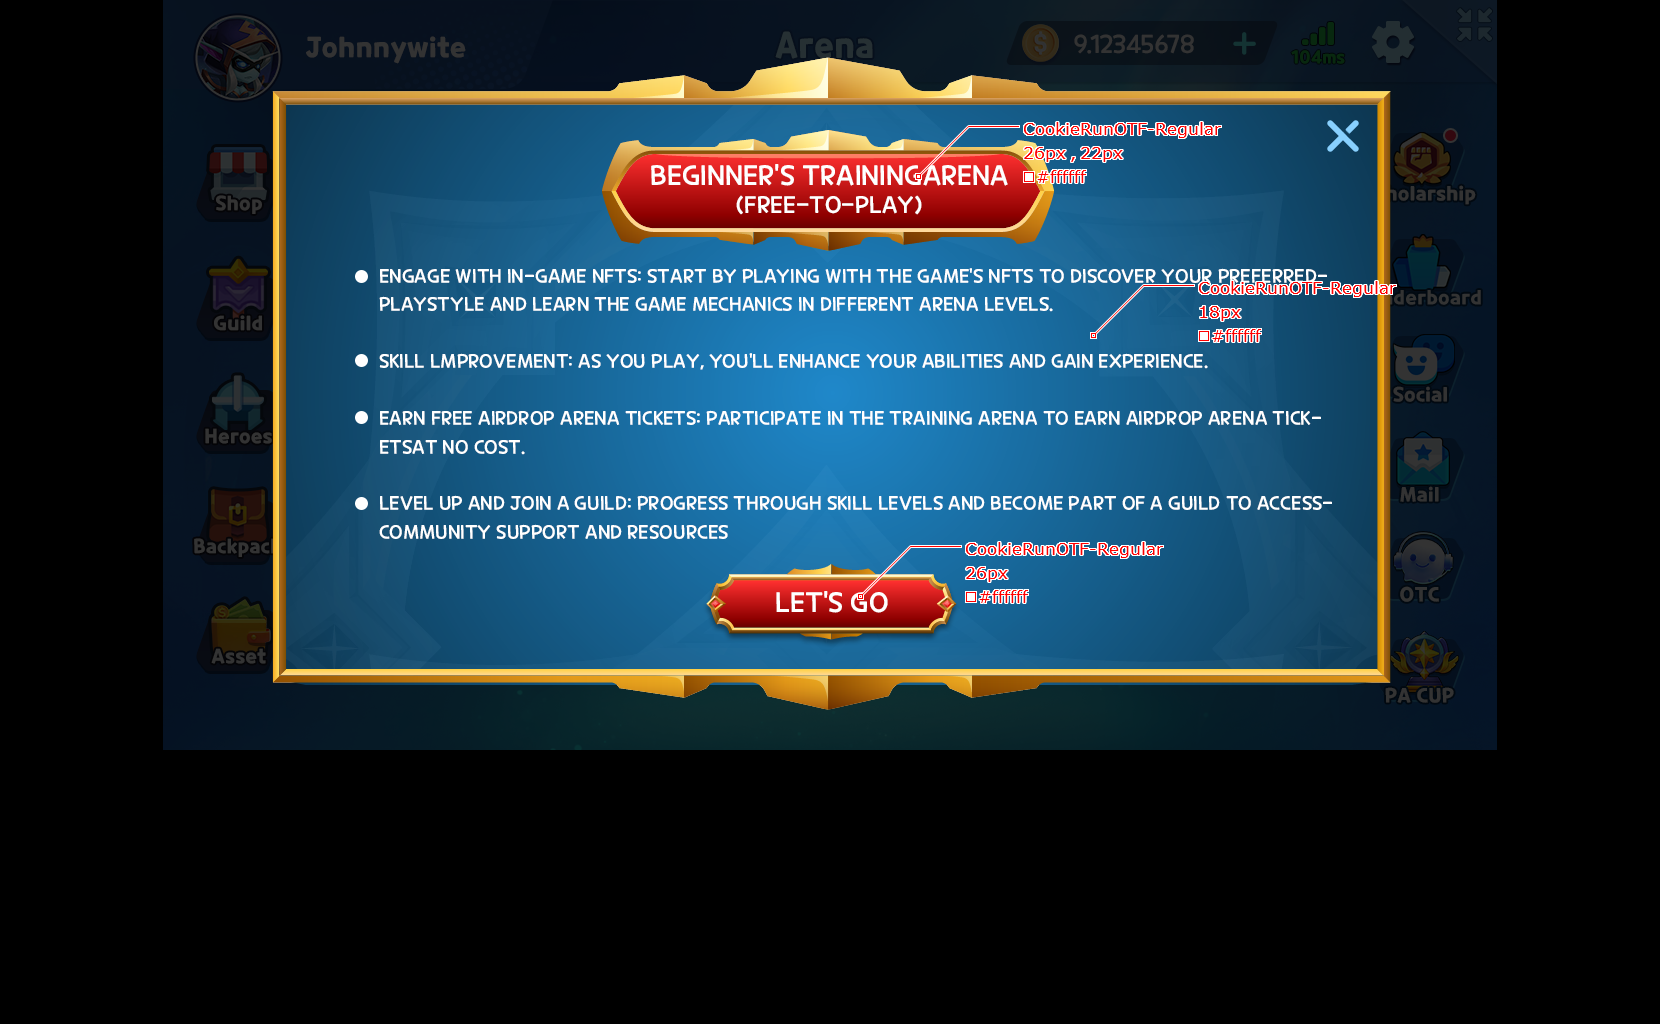 Johnnywite
Arena
9.12345678
104ms
BEGINNER'S TRAININGARENA
(FREE-TO-PLAY)
CookieRunOTF-Regular
26px , 22px
#ffffff
Shop
holarship
ENGAGE WITH IN-GAME NFTS: START BY PLAYING WITH THE GAME'S NFTS TO DISCOVER YOUR PREFERRED-
PLAYSTYLE AND LEARN THE GAME MECHANICS IN DIFFERENT ARENA LEVELS.
CookieRunOTF-Regular
18px
#ffffff
Guild
derboard
SKILL LMPROVEMENT: AS YOU PLAY, YOU'LL ENHANCE YOUR ABILITIES AND GAIN EXPERIENCE.
Social
EARN FREE AIRDROP ARENA TICKETS: PARTICIPATE IN THE TRAINING ARENA TO EARN AIRDROP ARENA TICK-
ETSAT NO COST.
Heroes
Mail
LEVEL UP AND JOIN A GUILD: PROGRESS THROUGH SKILL LEVELS AND BECOME PART OF A GUILD TO ACCESS-
COMMUNITY SUPPORT AND RESOURCES
Backpack
CookieRunOTF-Regular
26px
#ffffff
OTC
LET'S GO
Asset
PA CUP